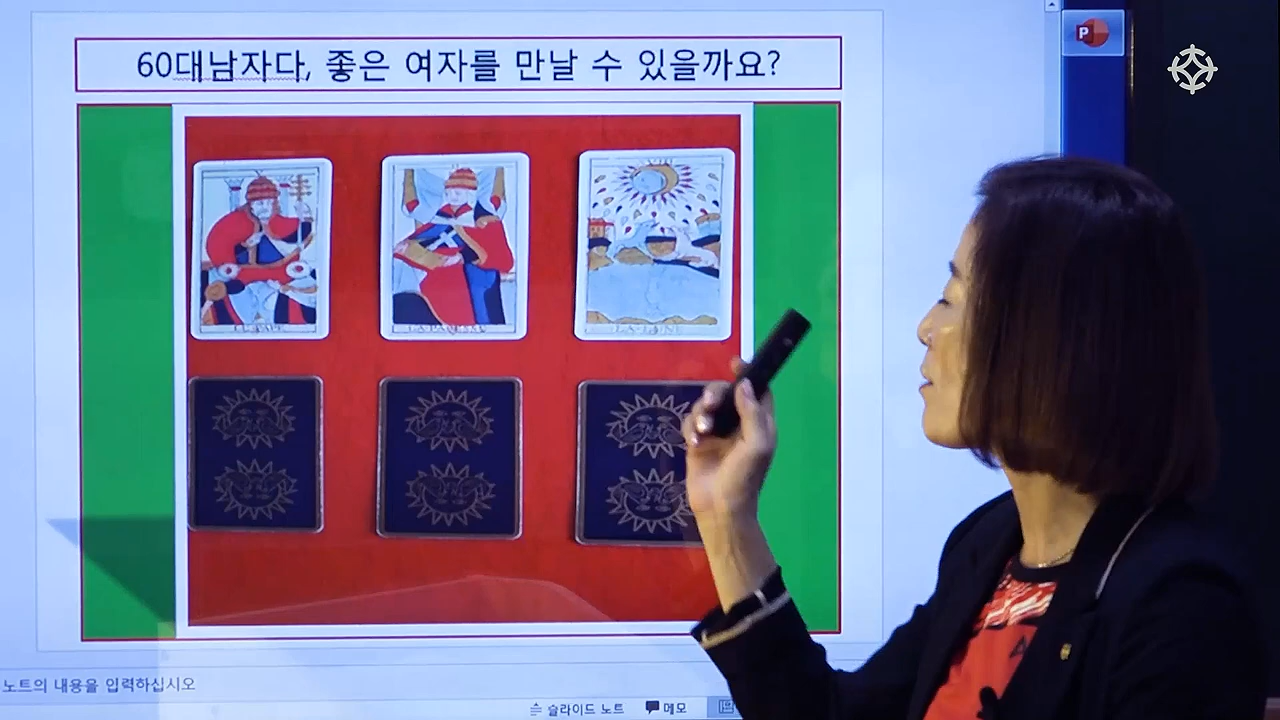 60대남자다, 좋은 여자를 만날 수 있을까요?
P
LA LUNE
노트의 내용을 입력하십시오
슬라이드 노트
메모